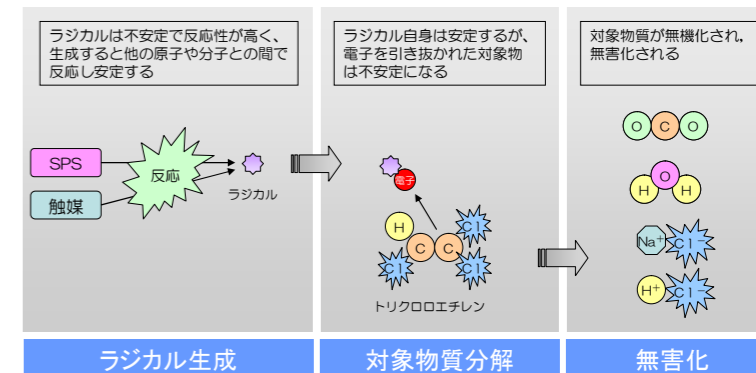 ラジカルは不安定で反応性が高く、
生成すると他の原子や分子との間で
反応し安定する
ラジカル自身は安定するが、
電子を引き抜かれた対象物
は不安定になる
対象物質が無機化され,
無害化される
SPS
触媒
反応
ラジカル
電子
H
C
C
Cl
Cl
Cl
トリクロロエチレン
O
C
O
O
H
H
Na⁺
Cl⁻
H⁺
Cl⁻
ラジカル生成
対象物質分解
無害化